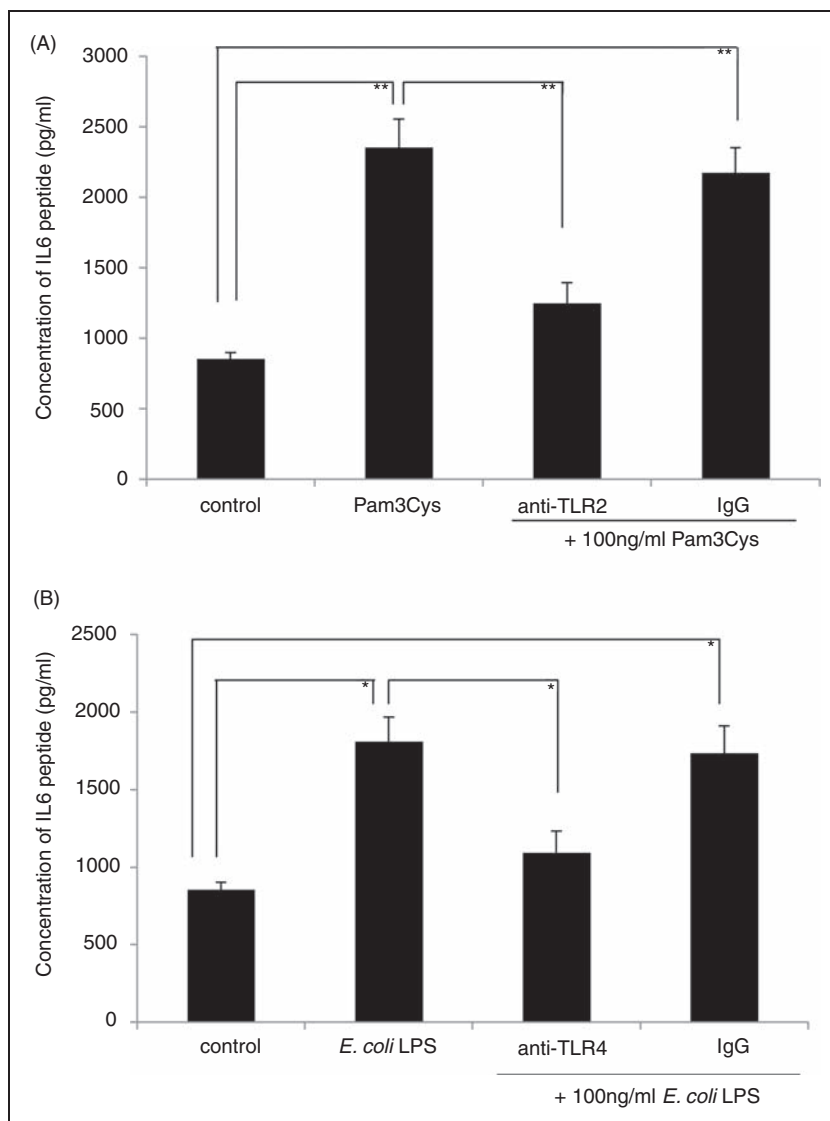 (A)
Concentration of IL6 peptide (pg/ml)
3000
2500
2000
1500
1000
500
0
**
**
**
control Pam3Cys anti-TLR2 IgG
+ 100ng/ml Pam3Cys
(B)
Concentration of IL6 peptide (pg/ml)
2500
2000
1500
1000
500
0
*
*
*
control E. coli LPS anti-TLR4 IgG
+ 100ng/ml E. coli LPS